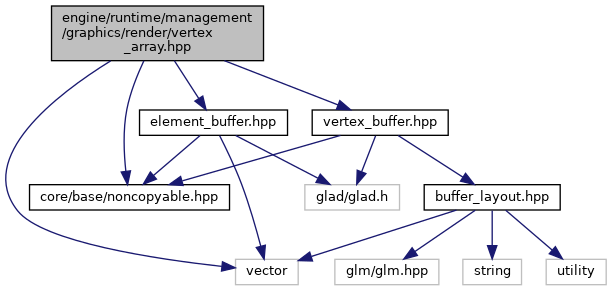 engine/runtime/management
/graphics/render/vertex
_array.hpp
element_buffer.hpp
vertex_buffer.hpp
core/base/noncopyable.hpp
glad/glad.h
buffer_layout.hpp
vector
glm/glm.hpp
string
utility